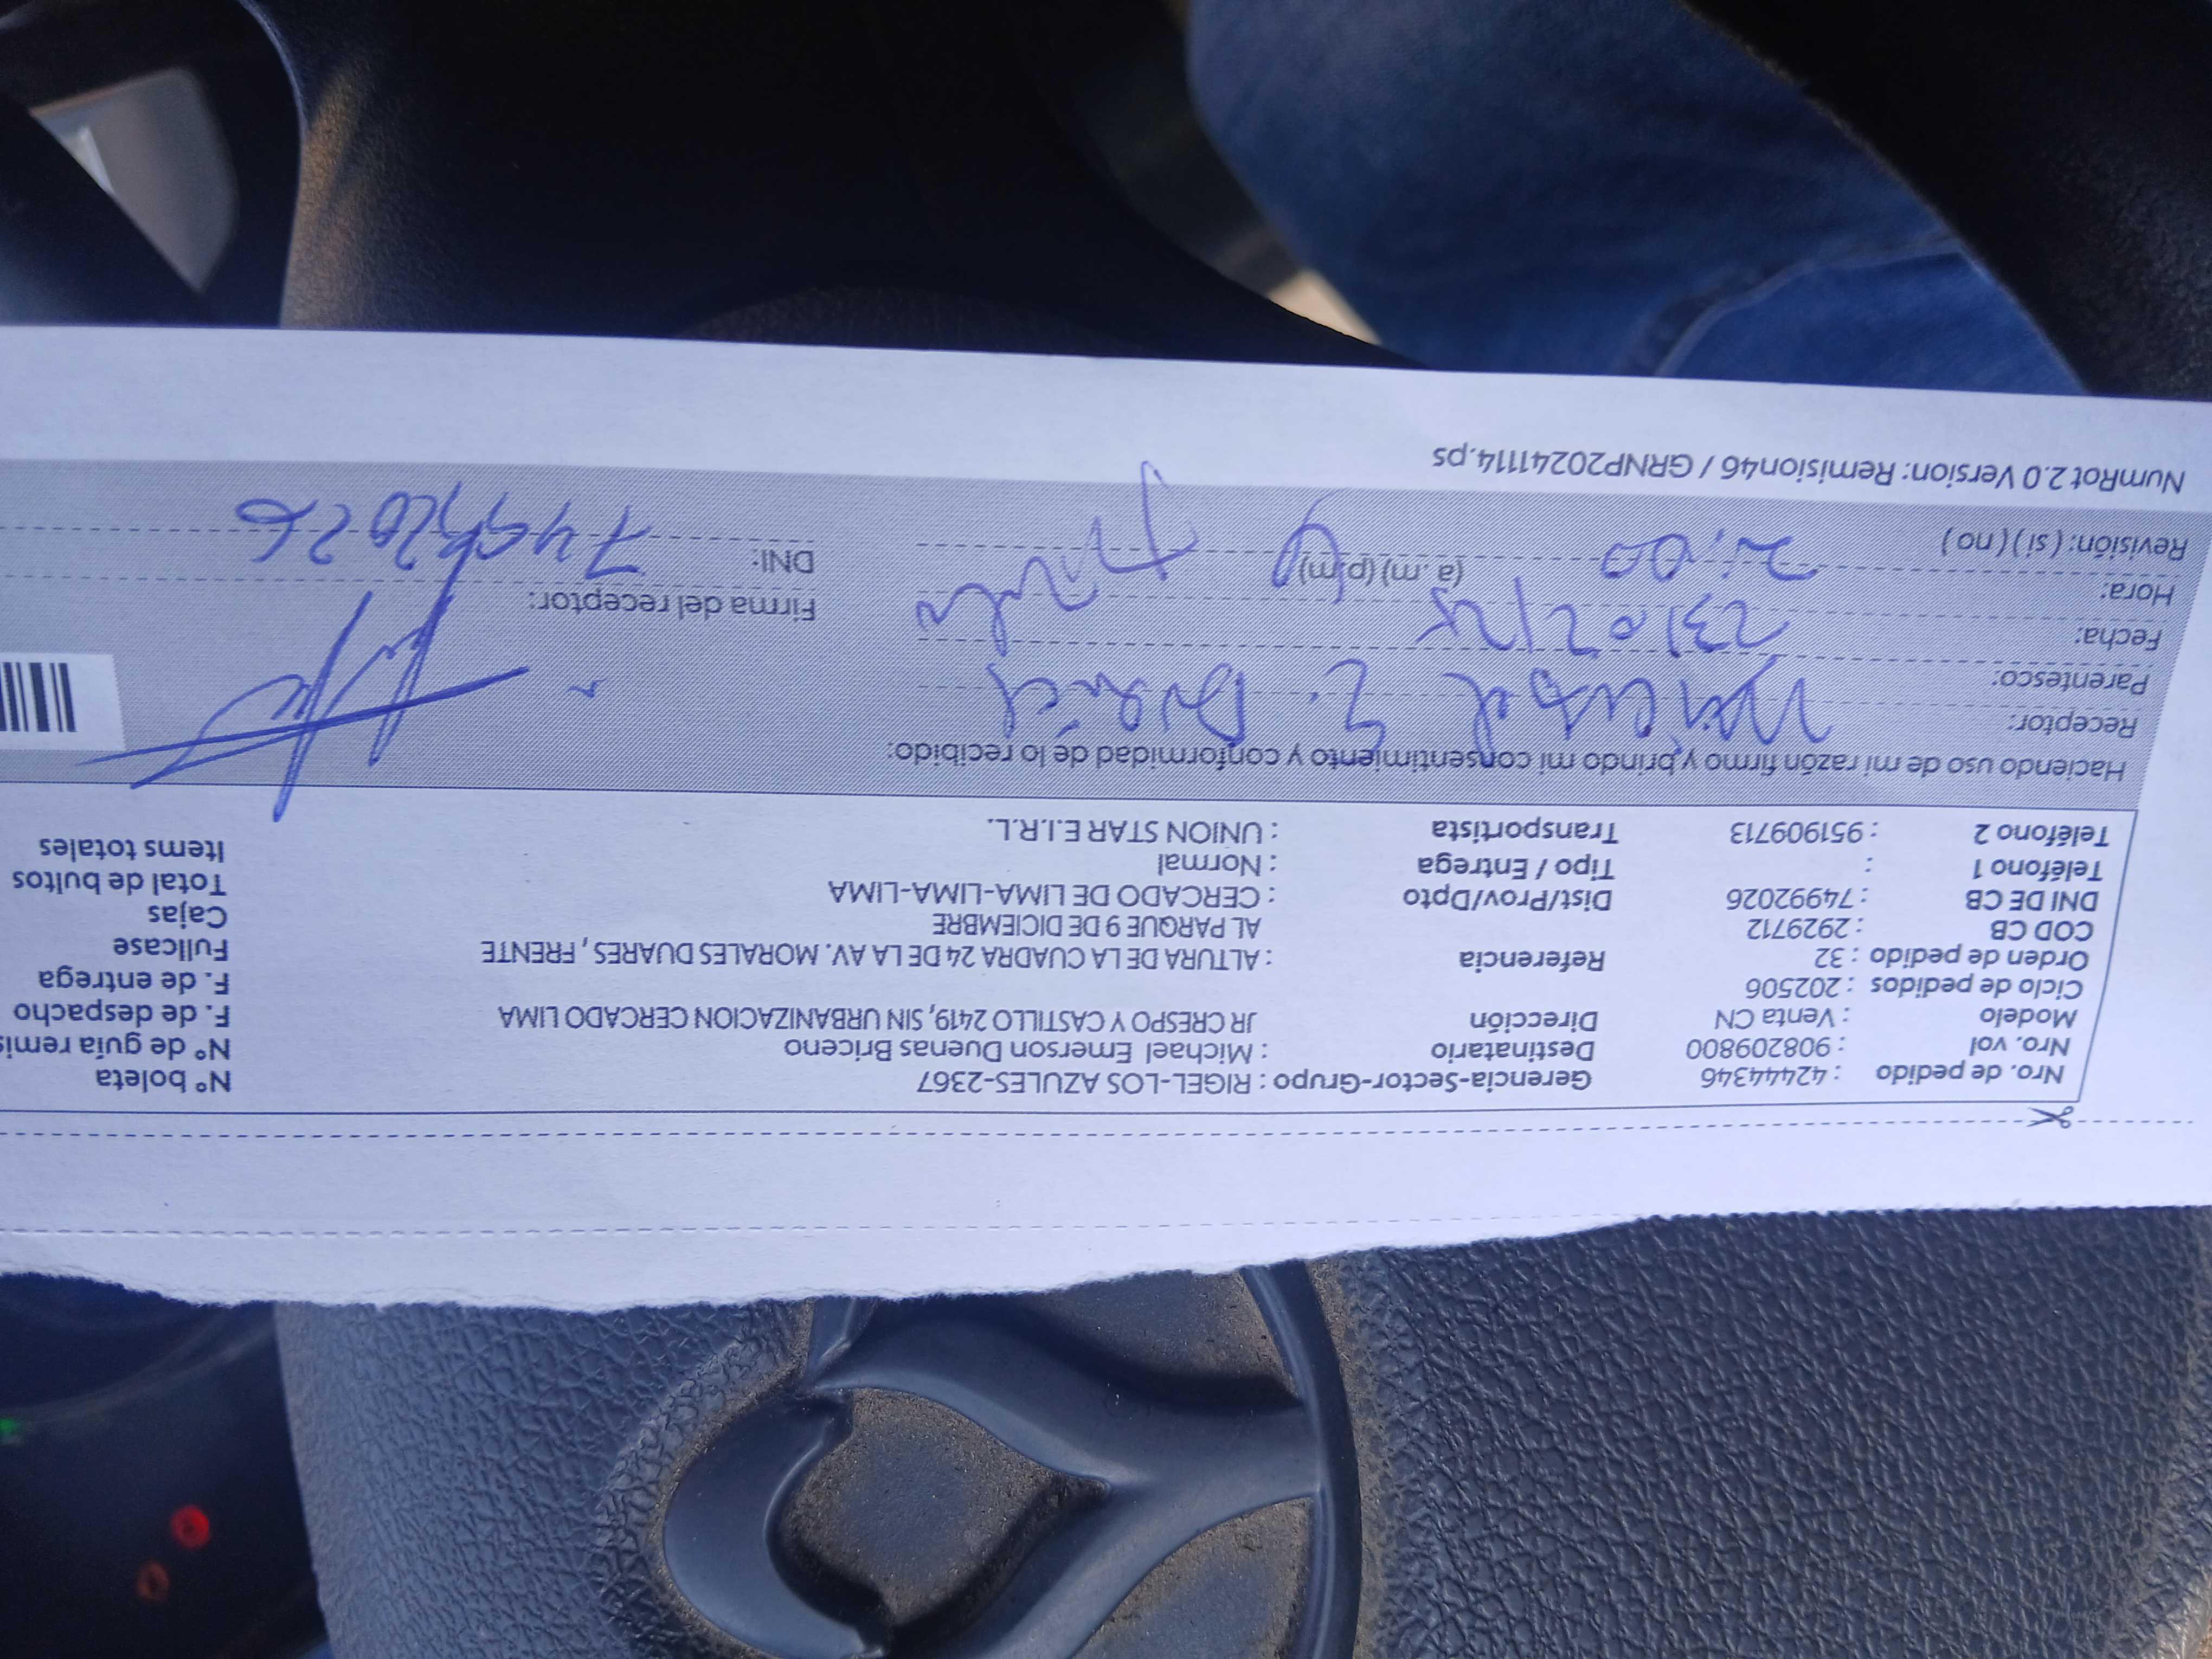 Nro. de pedido : 42444346 Gerencia-Sector-Grupo : RIGEL-LOS AZULES-2367 N° boleta
Nro. vol : 908209800 Destinatario : Michael Emerson Duenas Briceno N° de guía remis
Modelo : Venta CN Dirección JR CRESPO Y CASTILLO 2419, SIN URBANIZACION CERCADO LIMA F. de despacho
Ciclo de pedidos : 202506 F. de entrega
Orden de pedido : 32 Referencia : ALTURA DE LA CUADRA 24 DE LA AV. MORALES DUARES , FRENTE Fullcase
COD CB : 2929712 AL PARQUE 9 DE DICIEMBRE Cajas
DNI DE CB : 74992026 Dist/Prov/Dpto : CERCADO DE LIMA-LIMA-LIMA Total de bultos
Teléfono 1 : Tipo / Entrega : Normal Items totales
Teléfono 2 : 951909713 Transportista : UNION STAR E.I.R.L.
Haciendo uso de mi razón firmo y brindo mi consentimiento y conformidad de lo recibido:
Receptor:
Parentesco:
Fecha: 23/02/25 Firma del receptor:
Hora: 2:00 (a. m) (p.m) DNI: 74992026
Revisión: ( si ) ( no )
NumRot 2.0 Version: Remision46 / GRNP20241114.ps